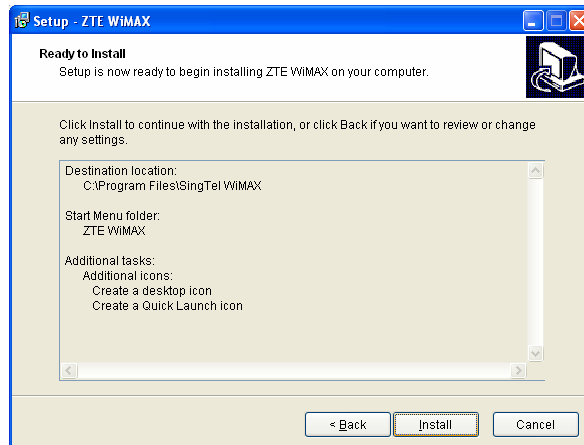 Setup - ZTE WiMAX
Ready to Install
Setup is now ready to begin installing ZTE WiMAX on your computer.
Click Install to continue with the installation, or click Back if you want to review or change
any settings.
Destination location:
C:\Program Files\SingTel WiMAX
Start Menu folder:
ZTE WiMAX
Additional tasks:
Additional icons:
Create a desktop icon
Create a Quick Launch icon
< Back
Install
Cancel